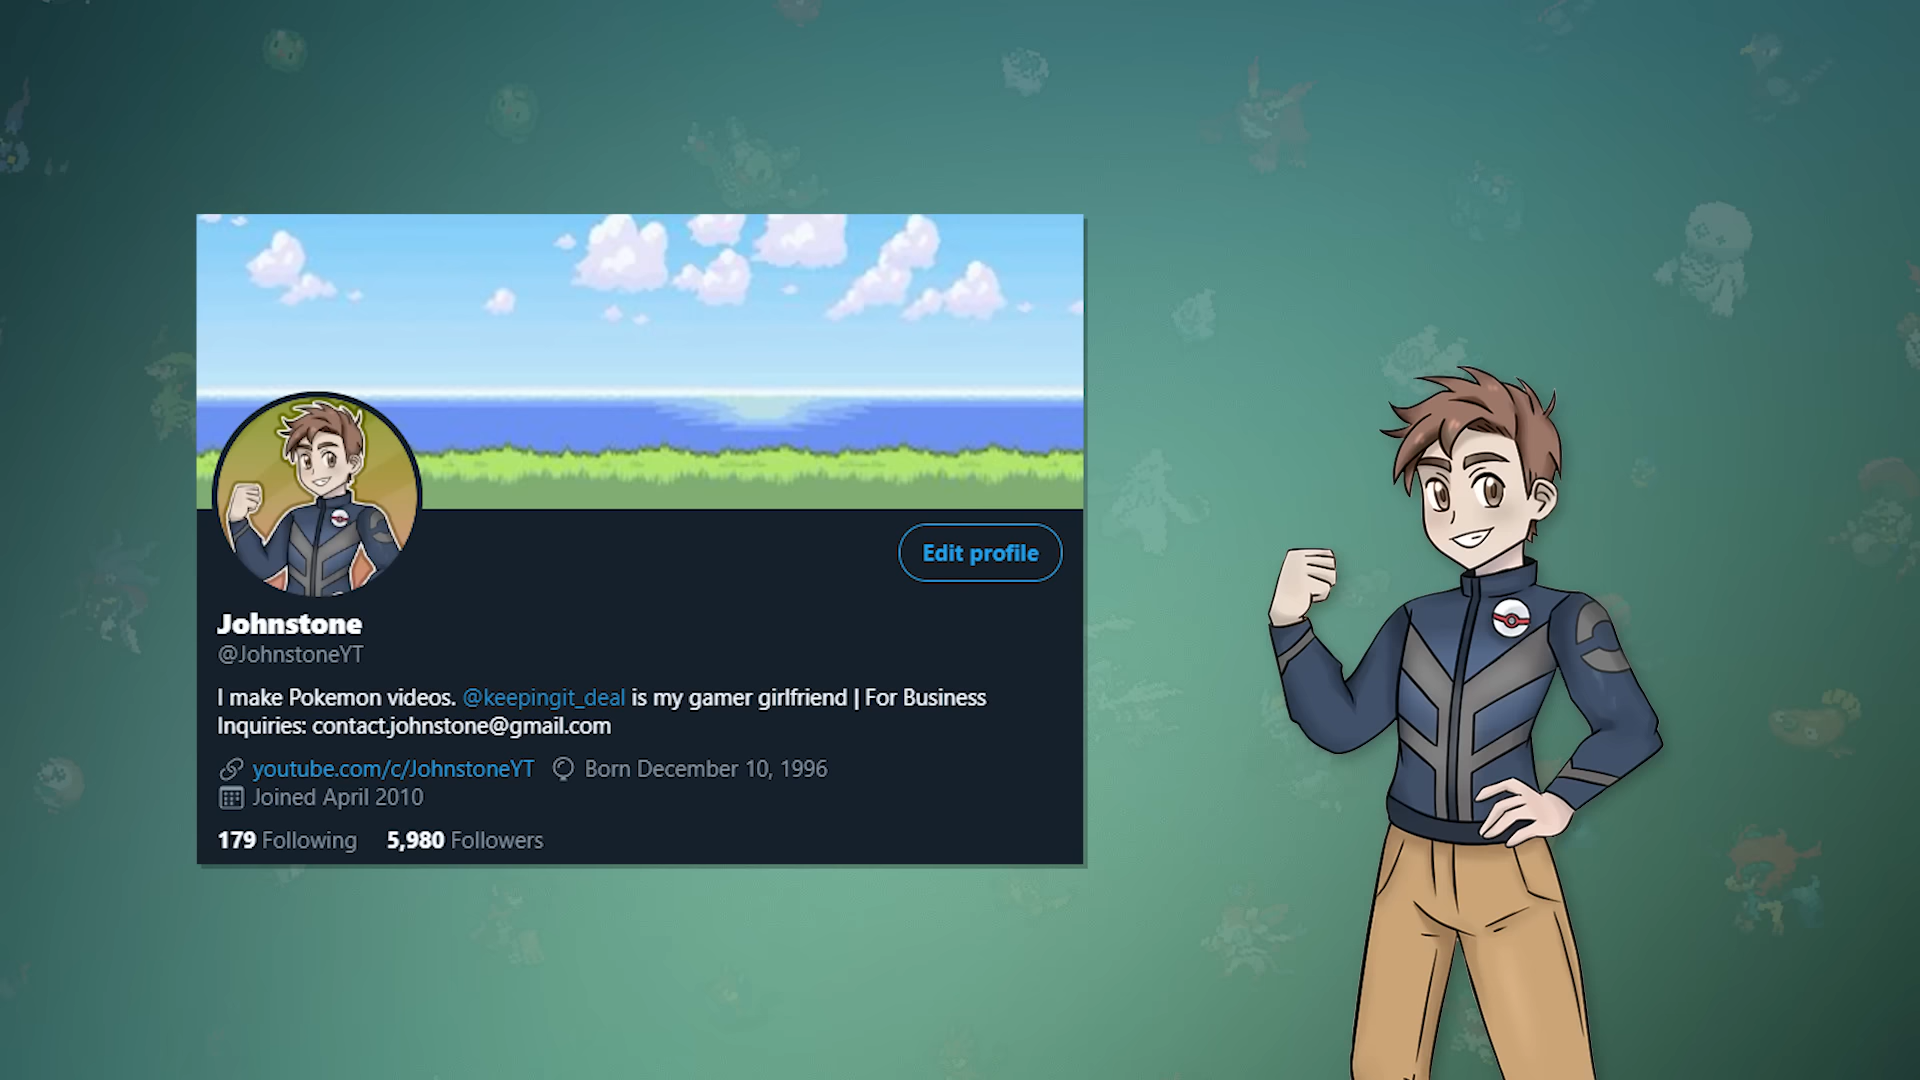 Edit profile
Johnstone
@JohnstoneYT
I make Pokemon videos. @keepingit_deal is my gamer girlfriend | For Business
Inquiries: contact.johnstone@gmail.com
youtube.com/c/JohnstoneYT Born December 10, 1996
Joined April 2010
179 Following 5,980 Followers